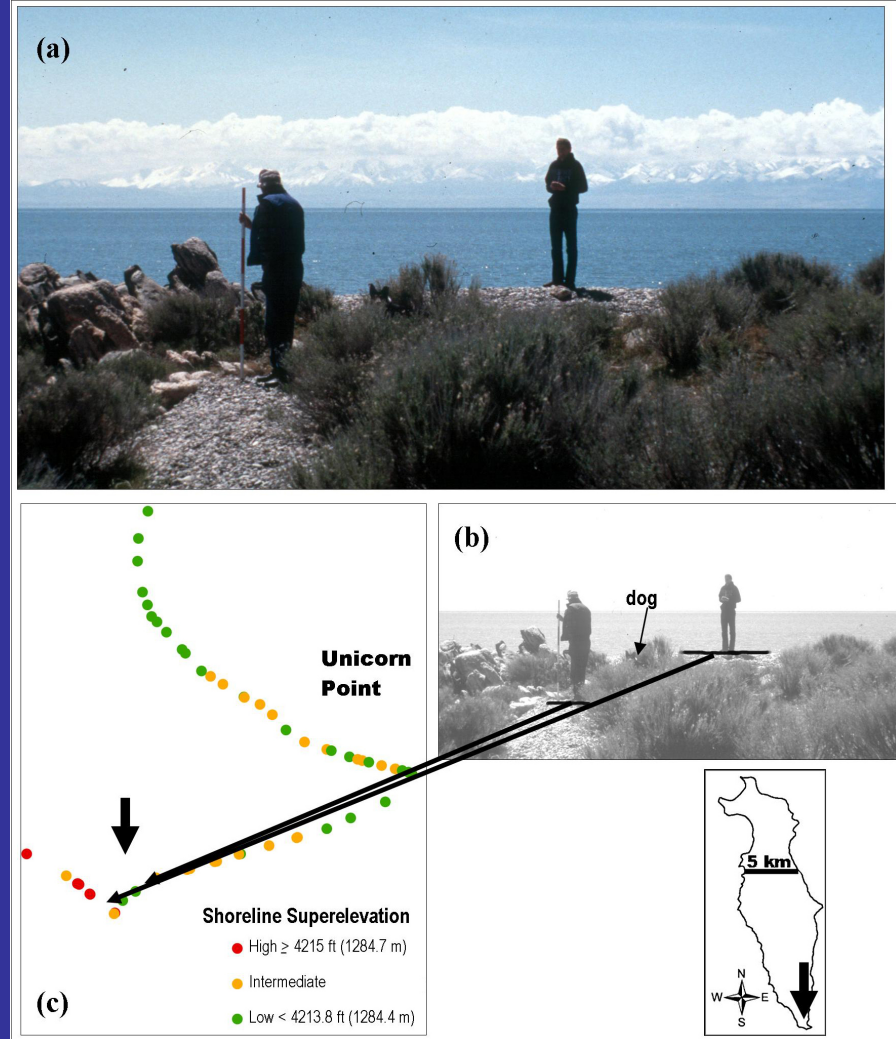 (a)
(b)
dog
Unicorn
Point
Shoreline Superelevation
High ≥ 4215 ft (1284.7 m)
Intermediate
Low < 4213.8 ft (1284.4 m)
(c)
5 km
N
W E
S